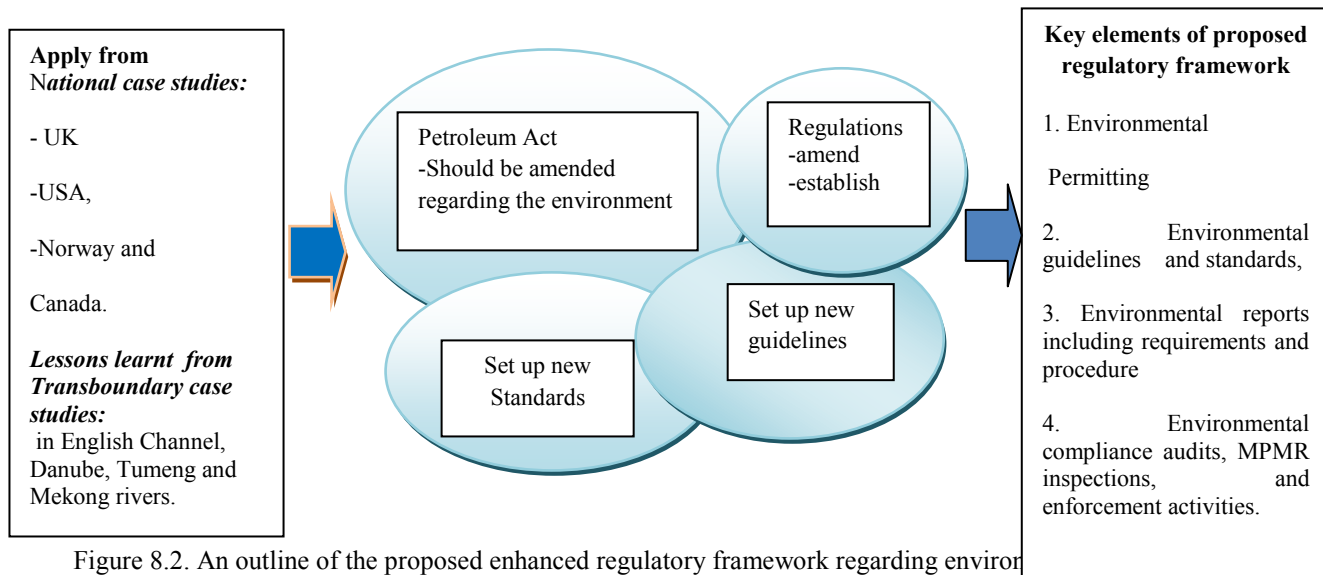 Apply from
National case studies:
- UK
-USA,
-Norway and
Canada.
Lessons learnt from
Transboundary case
studies:
in English Channel,
Danube, Tumeng and
Mekong rivers.
Petroleum Act
-Should be amended
regarding the environment
Regulations
-amend
-establish
Set up new
Standards
Set up new
guidelines
Key elements of proposed
regulatory framework
1. Environmental
Permitting
2. Environmental
guidelines and standards,
3. Environmental reports
including requirements and
procedure
4. Environmental
compliance audits, MPMR
inspections, and
enforcement activities.
Figure 8.2. An outline of the proposed enhanced regulatory framework regarding